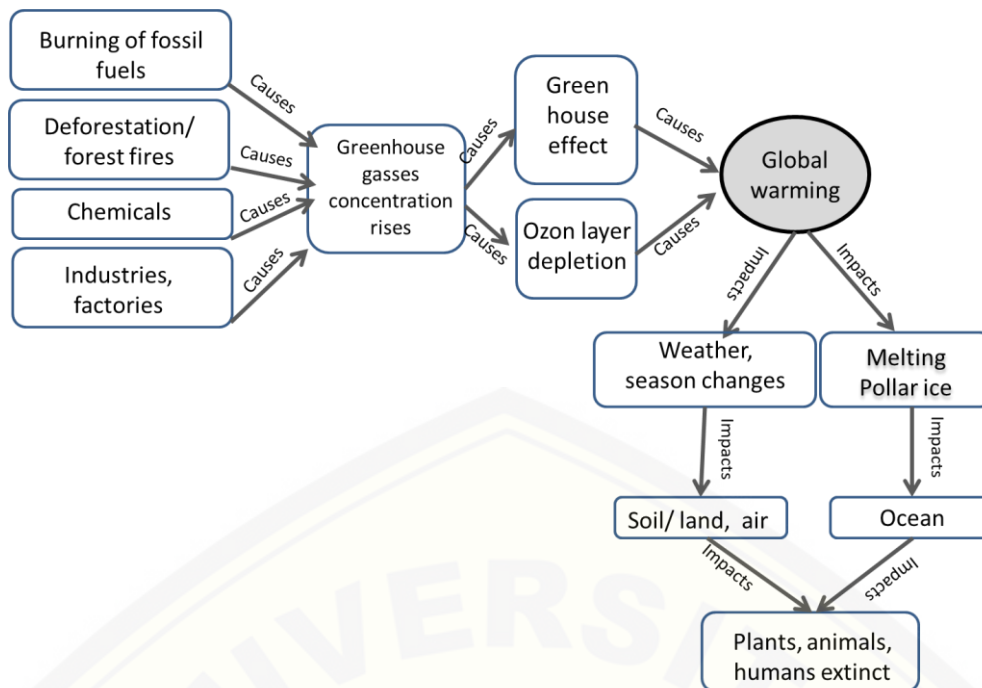 Burning of fossil
fuels
Deforestation/
forest fires
Chemicals
Industries,
factories
Causes
Causes
Causes
Causes
Greenhouse
gasses
concentration
rises
Causes
Causes
Green
house
effect
Ozon layer
depletion
Causes
Causes
Global
warming
Impacts
Impacts
Weather,
season changes
Melting
Pollar ice
Impacts
Impacts
Soil/ land, air
Ocean
Impacts
Impacts
Plants, animals,
humans extinct
UNIVERSI